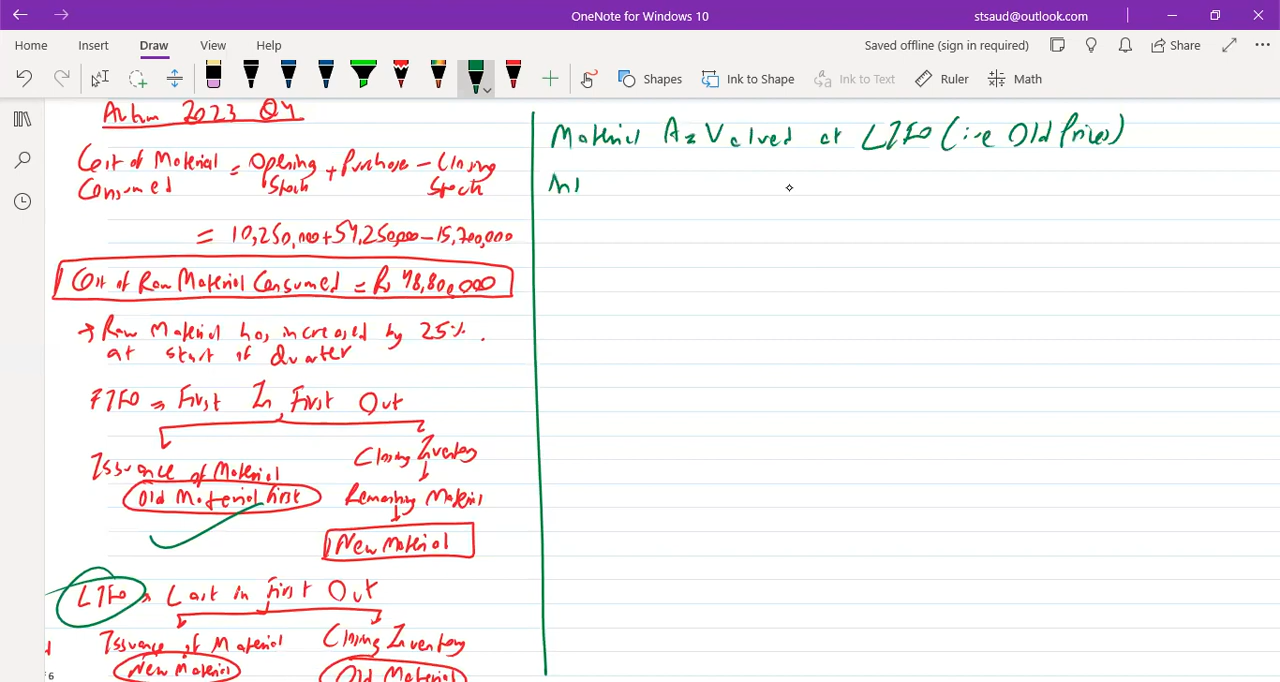 OneNote for Windows 10
stsaud@outlook.com
Home Insert Draw View Help
Saved offline (sign in required) Share
Shapes Ink to Shape Ink to Text Ruler Math
Autum 2023 Q4
Cost of Material Consumed = Opening Stock + Purchase - Closing Stock
= 10,250,000+54,250,000-15,700,000
Cost of Raw Material Consumed = Rs 48,800,000
→ Raw Material has increased by 25%.
at start of Quarter
FIFO = First In First Out
Issuance of Material
Old Material First
Closing Inventory
Remaining Material
New Material
LIFO = Last in First Out
Issuance of Material
New Material
Closing Inventory
Old Material
Material Az Valved at LIFO (i.e Old Prices)